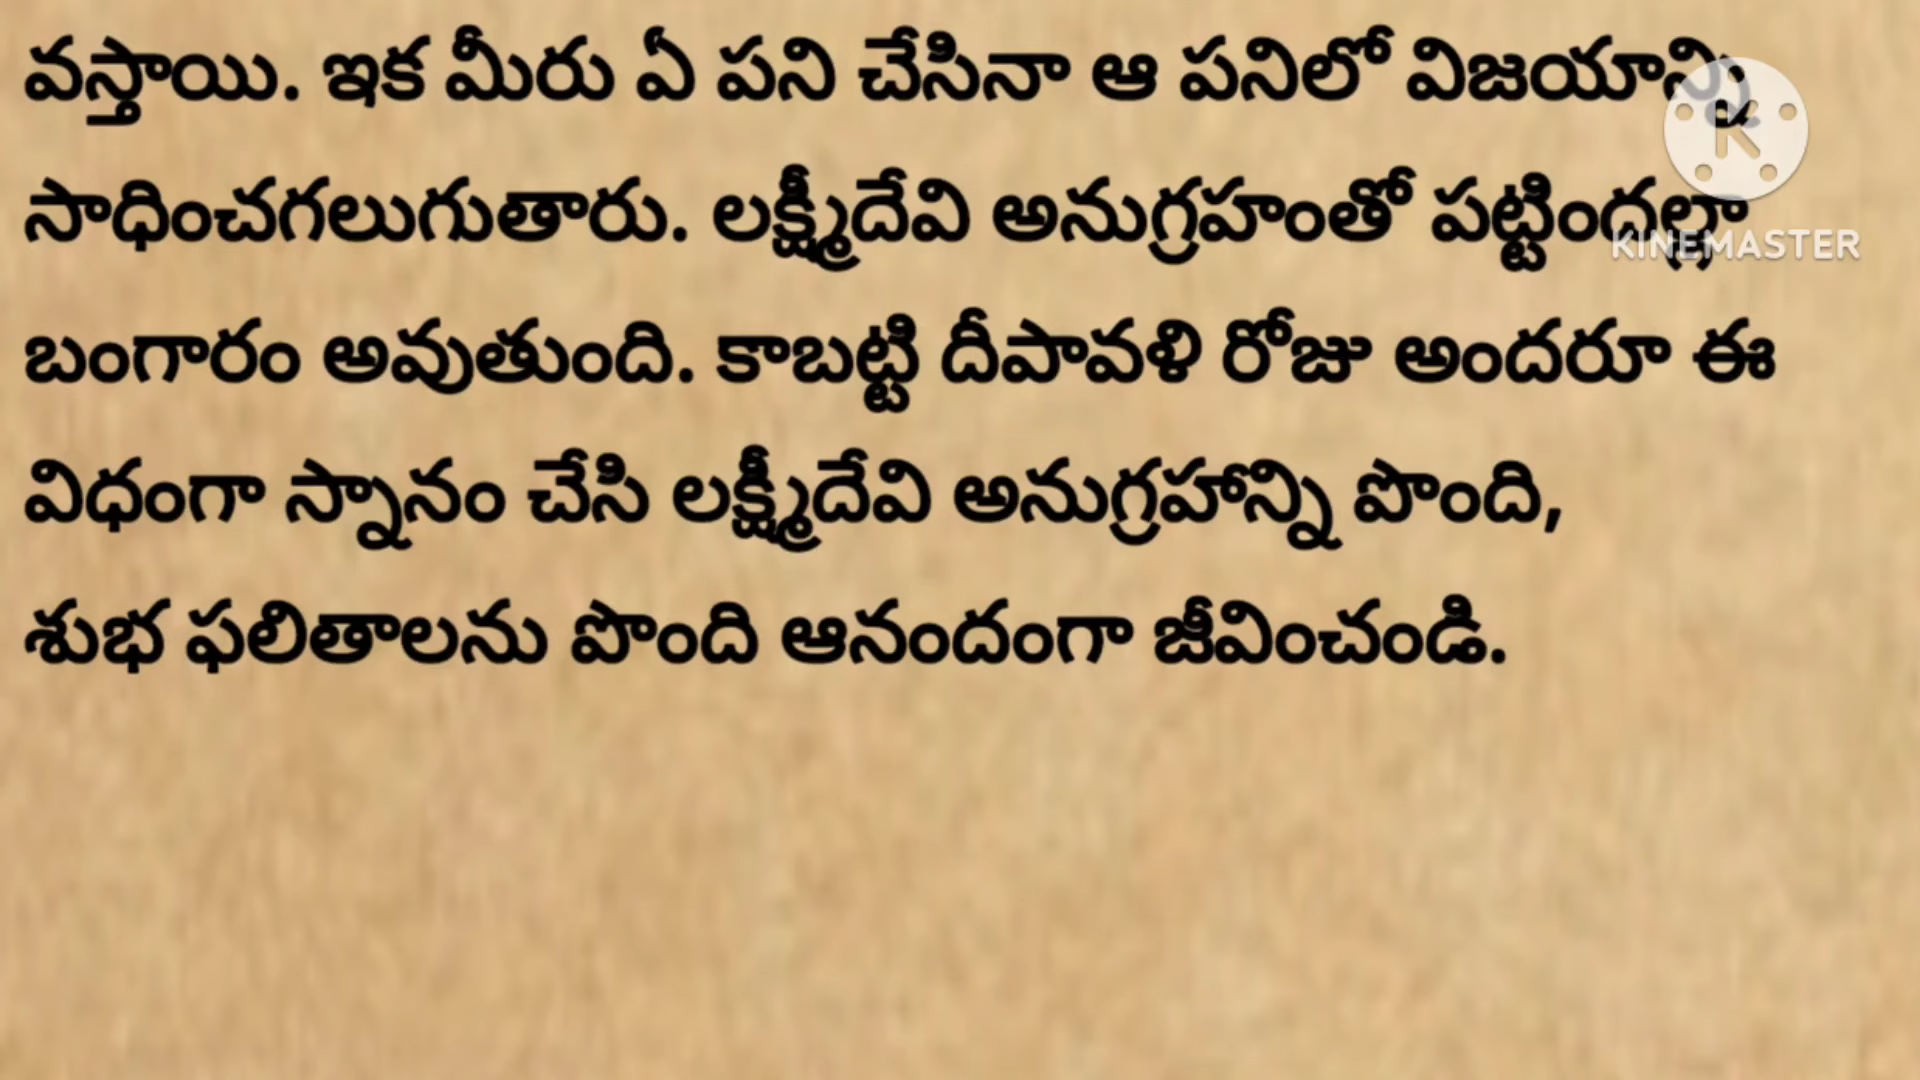 వస్తాయి. ఇక మీరు ఏ పని చేసినా ఆ పనిలో విజయాన్ని
సాధించగలుగుతారు. లక్ష్మీదేవి అనుగ్రహంతో పట్టిందల్లా
KINEMASTER
బంగారం అవుతుంది. కాబట్టి దీపావళి రోజు అందరూ ఈ
విధంగా స్నానం చేసి లక్ష్మీదేవి అనుగ్రహాన్ని పొంది,
శుభ ఫలితాలను పొంది ఆనందంగా జీవించండి.